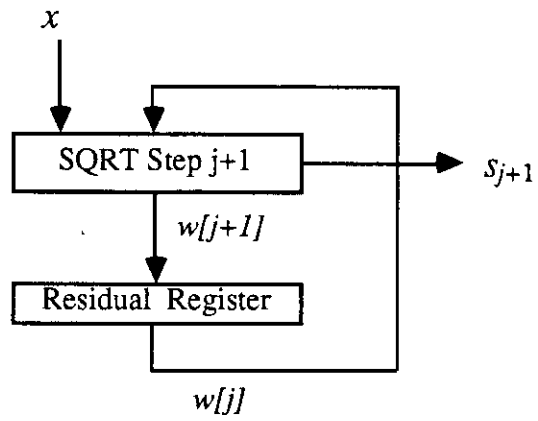 x
SQRT Step j+1
s_{j+1}
w[j+1]
Residual Register
w[j]